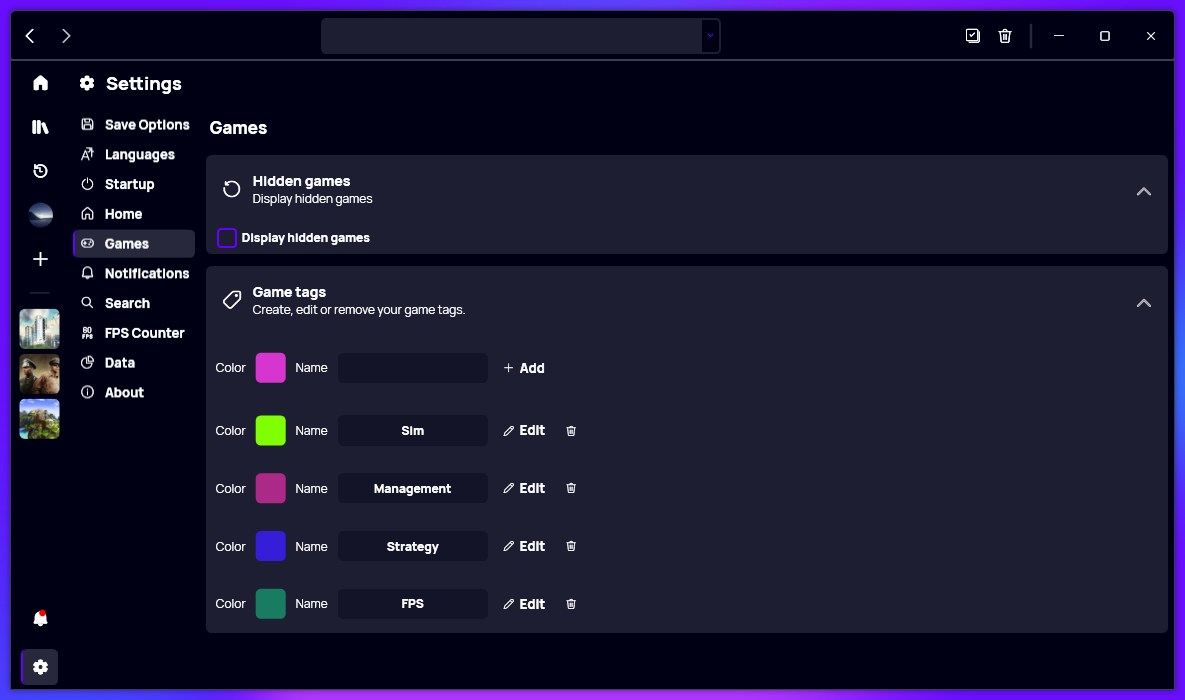 Settings
Save Options
Languages
Startup
Home
Games
Notifications
Search
60 FPS
FPS Counter
Data
About
Games
Hidden games
Display hidden games
Display hidden games
Game tags
Create, edit or remove your game tags.
Color Name + Add
Color Name Sim Edit
Color Name Management Edit
Color Name Strategy Edit
Color Name FPS Edit